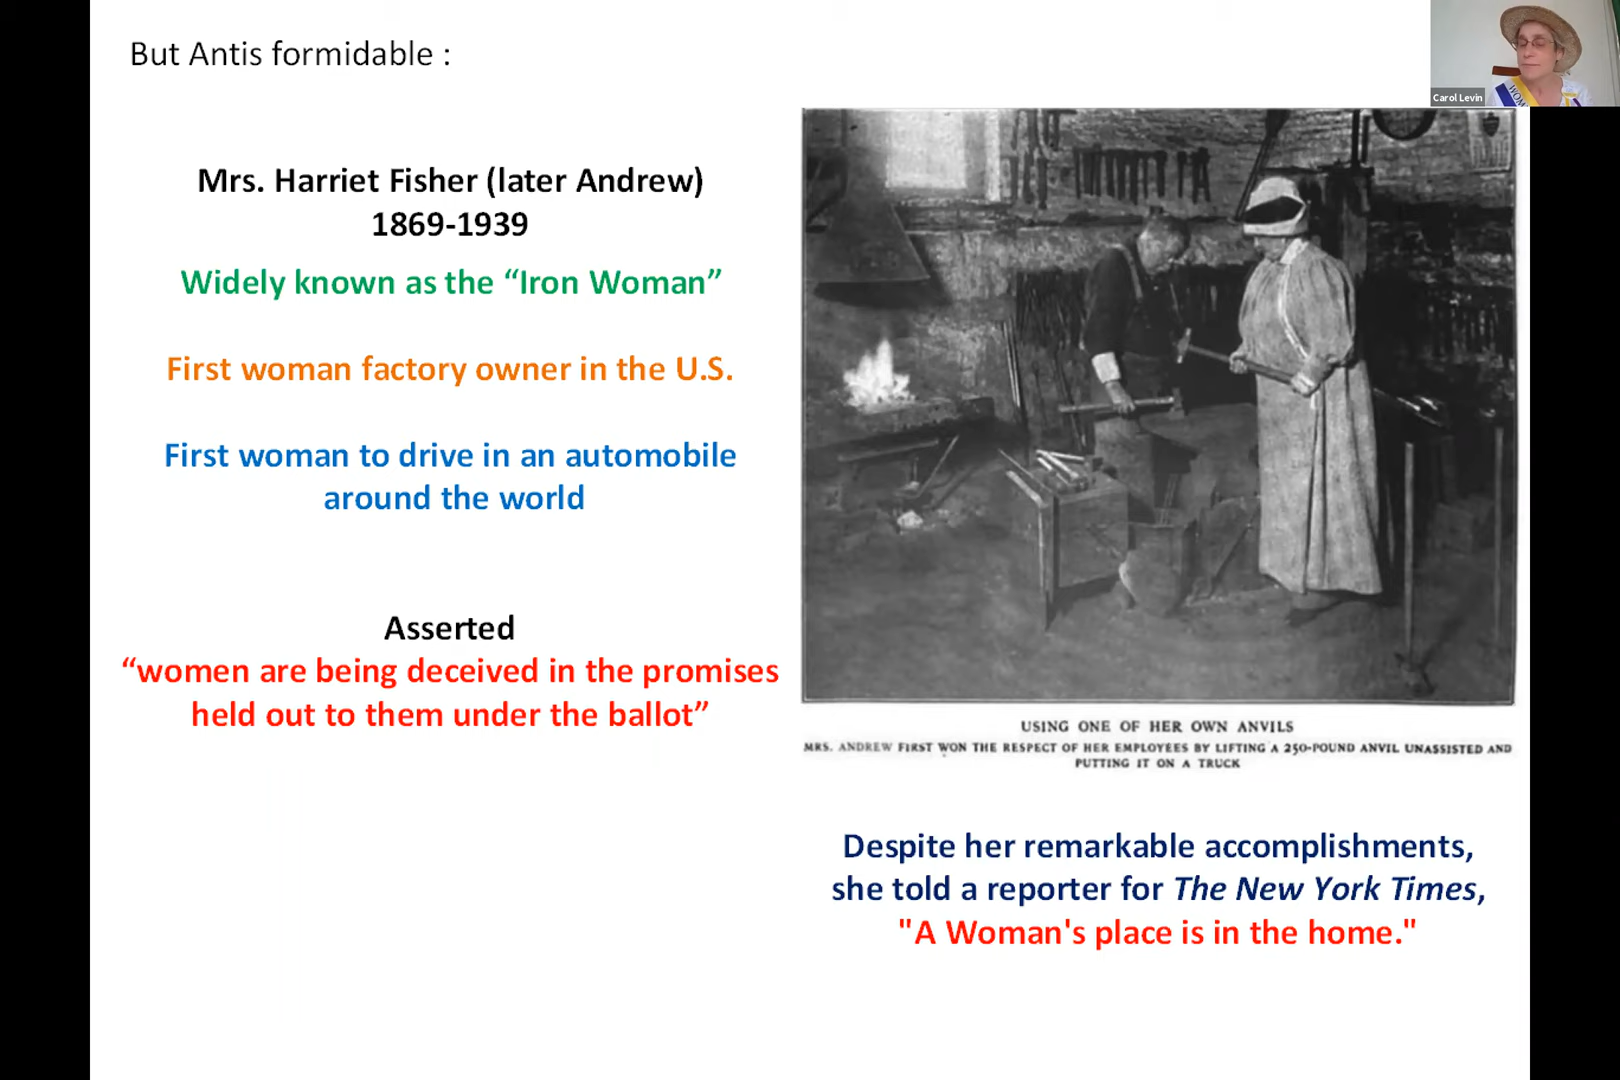 But Antis formidable :
Carol Levin
Mrs. Harriet Fisher (later Andrew)
1869-1939
Widely known as the “Iron Woman”
First woman factory owner in the U.S.
First woman to drive in an automobile
around the world
Asserted
“women are being deceived in the promises
held out to them under the ballot”
USING ONE OF HER OWN ANVILS
MRS. ANDREW FIRST WON THE RESPECT OF HER EMPLOYEES BY LIFTING A 250-POUND ANVIL UNASSISTED AND
PUTTING IT ON A TRUCK
Despite her remarkable accomplishments,
she told a reporter for The New York Times,
"A Woman's place is in the home."